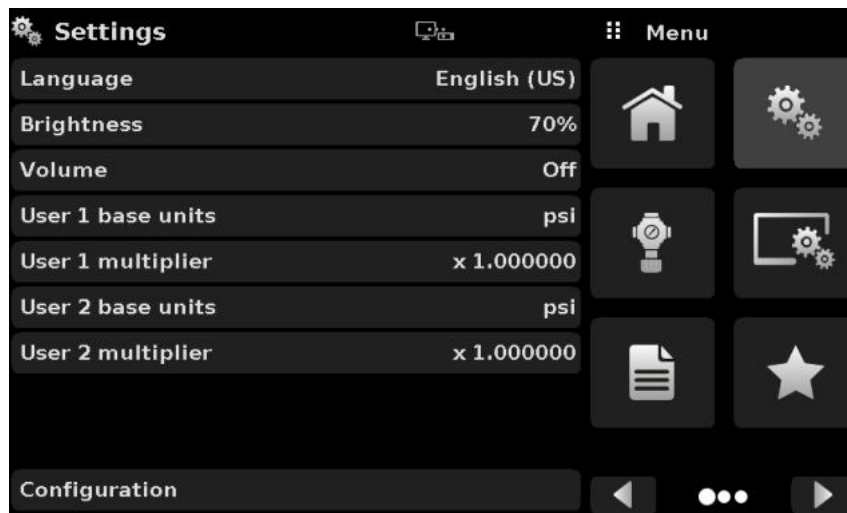 Settings
Menu
Language English (US)
Brightness 70%
Volume Off
User 1 base units psi
User 1 multiplier x 1.000000
User 2 base units psi
User 2 multiplier x 1.000000
Configuration